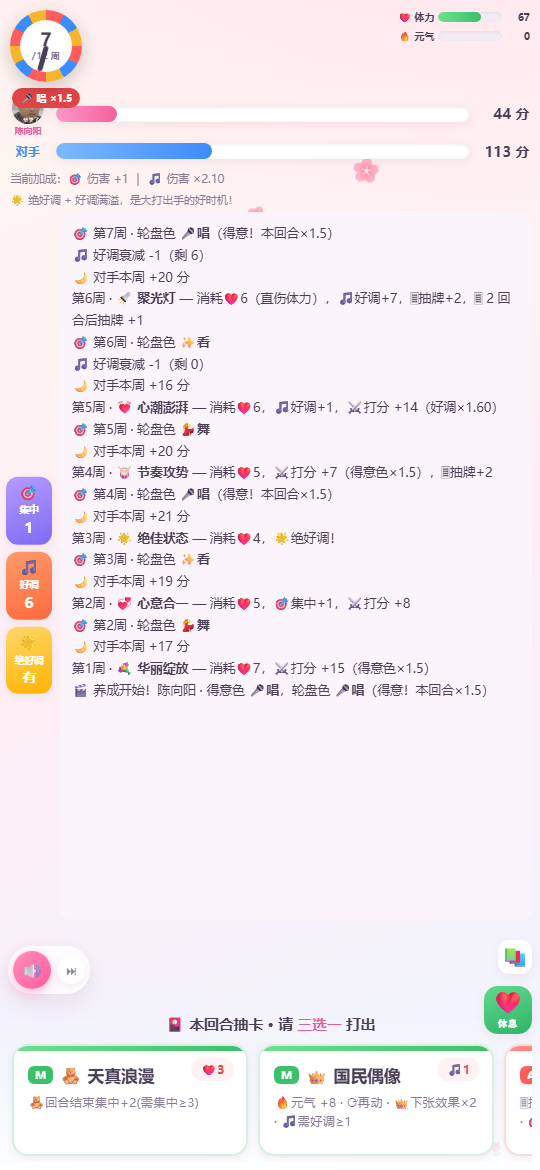 7
/12 周
唱 ×1.5
体力 67
元气 0
陈向阳
44 分
对手
113 分
当前加成: 伤害 +1 | 伤害 ×2.10
绝好调 + 好调满溢，是大打出手的好时机!
第7周 · 轮盘色 唱（得意! 本回合×1.5）
好调衰减 -1（剩 6）
对手本周 +20 分
第6周 · 聚光灯 — 消耗❤️6（直伤体力）, 好调+7, 抽牌+2, 2 回
合后抽牌 +1
第6周 · 轮盘色 ✨看
好调衰减 -1（剩 0）
对手本周 +16 分
第5周 · 心潮澎湃 — 消耗❤️6, 好调+1, ⚔️打分 +14（好调×1.60）
第5周 · 轮盘色 舞
对手本周 +20 分
第4周 · 节奏攻势 — 消耗❤️5, ⚔️打分 +7（得意色×1.5）, 抽牌+2
第4周 · 轮盘色 唱（得意! 本回合×1.5）
对手本周 +21 分
第3周 · 绝佳状态 — 消耗❤️4, 绝好调!
第3周 · 轮盘色 ✨看
对手本周 +19 分
第2周 · 心意合一 — 消耗❤️5, 集中+1, ⚔️打分 +8
第2周 · 轮盘色 舞
对手本周 +17 分
第1周 · 华丽绽放 — 消耗❤️7, ⚔️打分 +15（得意色×1.5）
养成开始! 陈向阳 · 得意色 唱, 轮盘色 唱（得意! 本回合×1.5）
集中
1
好调
6
绝好调
有
休息
本回合抽卡 • 请 三选一 打出
M 天真浪漫 3
回合结束集中+2(需集中≥3)
M 国民偶像 1
元气 +8 · 再动 · 下张效果×2
· 需好调≥1